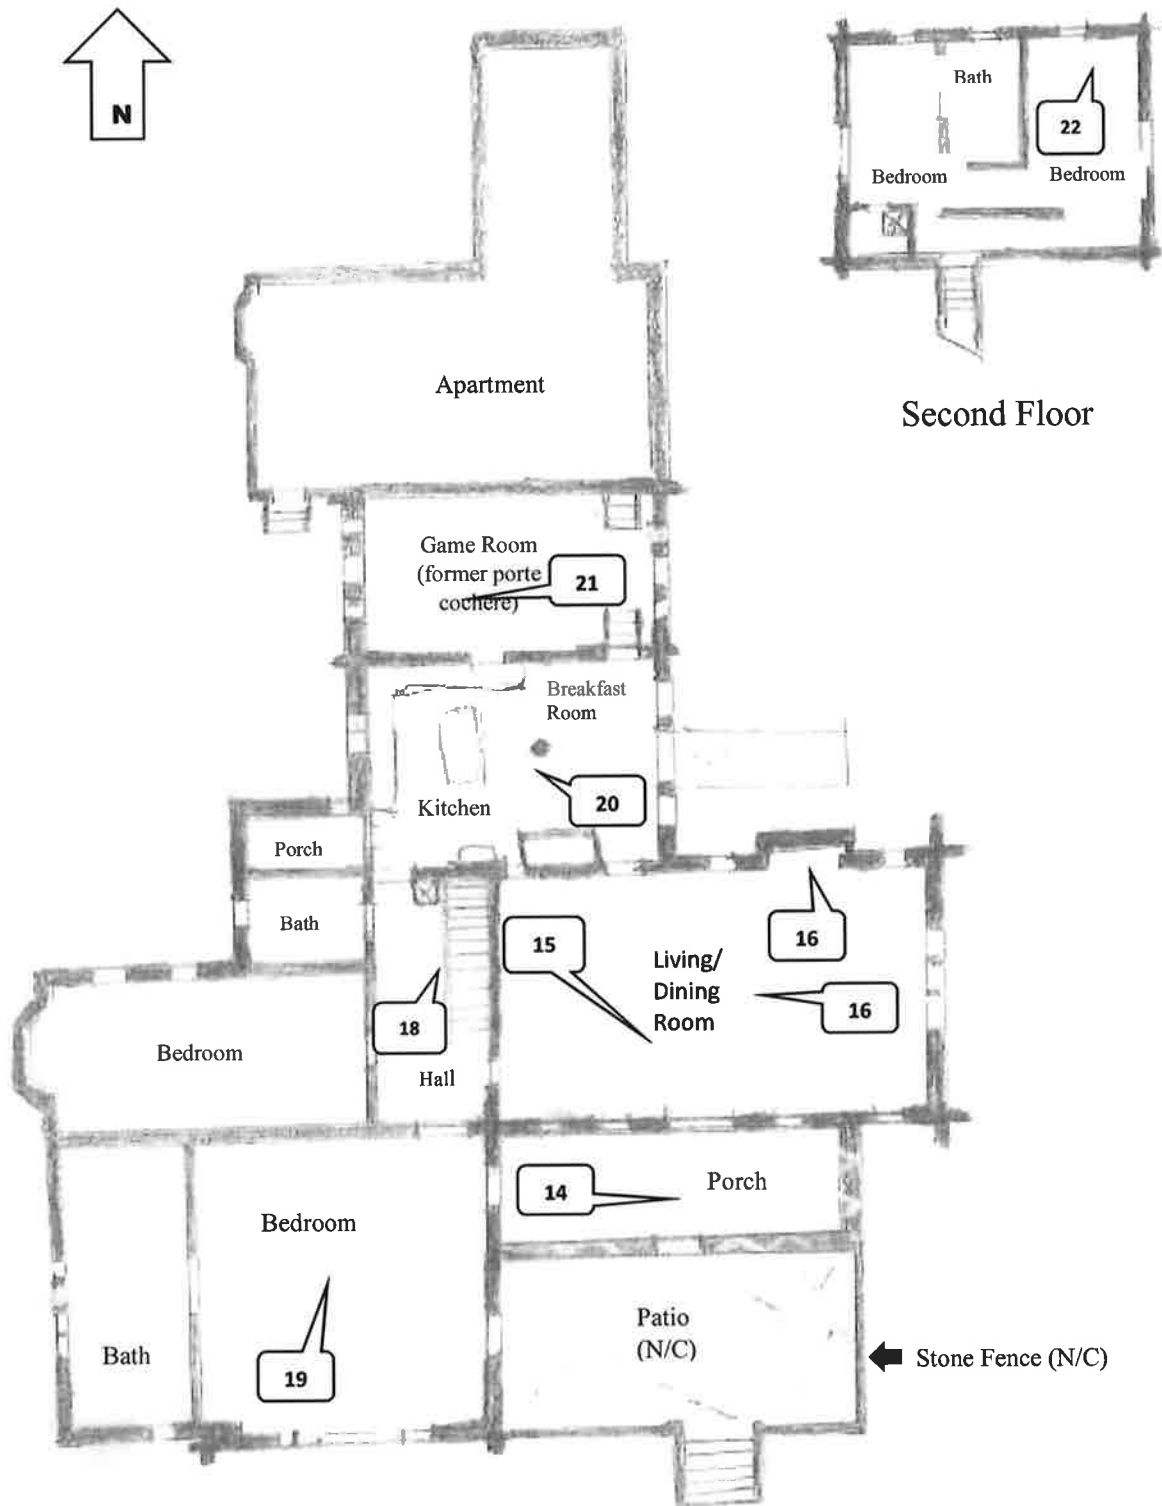 N
Bath
22
Bedroom
Bedroom
Second Floor
Apartment
Game Room
(former porte
cochere)
21
Breakfast
Room
20
Kitchen
Porch
Bath
15
16
Living/
Dining
Room
16
18
Bedroom
Hall
14
Porch
Bedroom
Patio
(N/C)
Bath
19
Stone Fence (N/C)